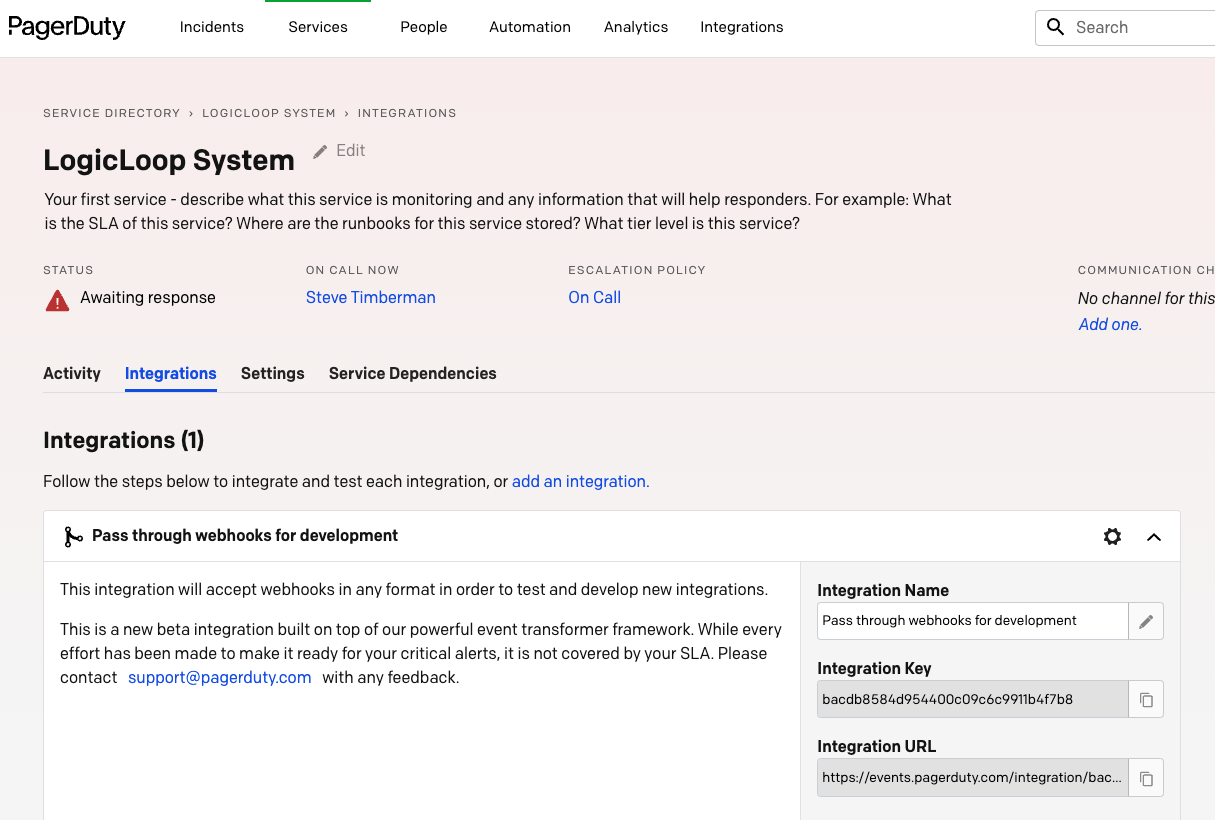 PagerDuty
Incidents Services People Automation Analytics Integrations Search
SERVICE DIRECTORY › LOGICLOOP SYSTEM › INTEGRATIONS
LogicLoop System Edit
Your first service - describe what this service is monitoring and any information that will help responders. For example: What
is the SLA of this service? Where are the runbooks for this service stored? What tier level is this service?
STATUS ON CALL NOW ESCALATION POLICY COMMUNICATION CH
Awaiting response Steve Timberman On Call No channel for this
Add one.
Activity Integrations Settings Service Dependencies
Integrations (1)
Follow the steps below to integrate and test each integration, or add an integration.
Pass through webhooks for development
This integration will accept webhooks in any format in order to test and develop new integrations.
This is a new beta integration built on top of our powerful event transformer framework. While every
effort has been made to make it ready for your critical alerts, it is not covered by your SLA. Please
contact support@pagerduty.com with any feedback.
Integration Name
Pass through webhooks for development
Integration Key
bacdb8584d954400c09c6c9911b4f7b8
Integration URL
https://events.pagerduty.com/integration/bac...